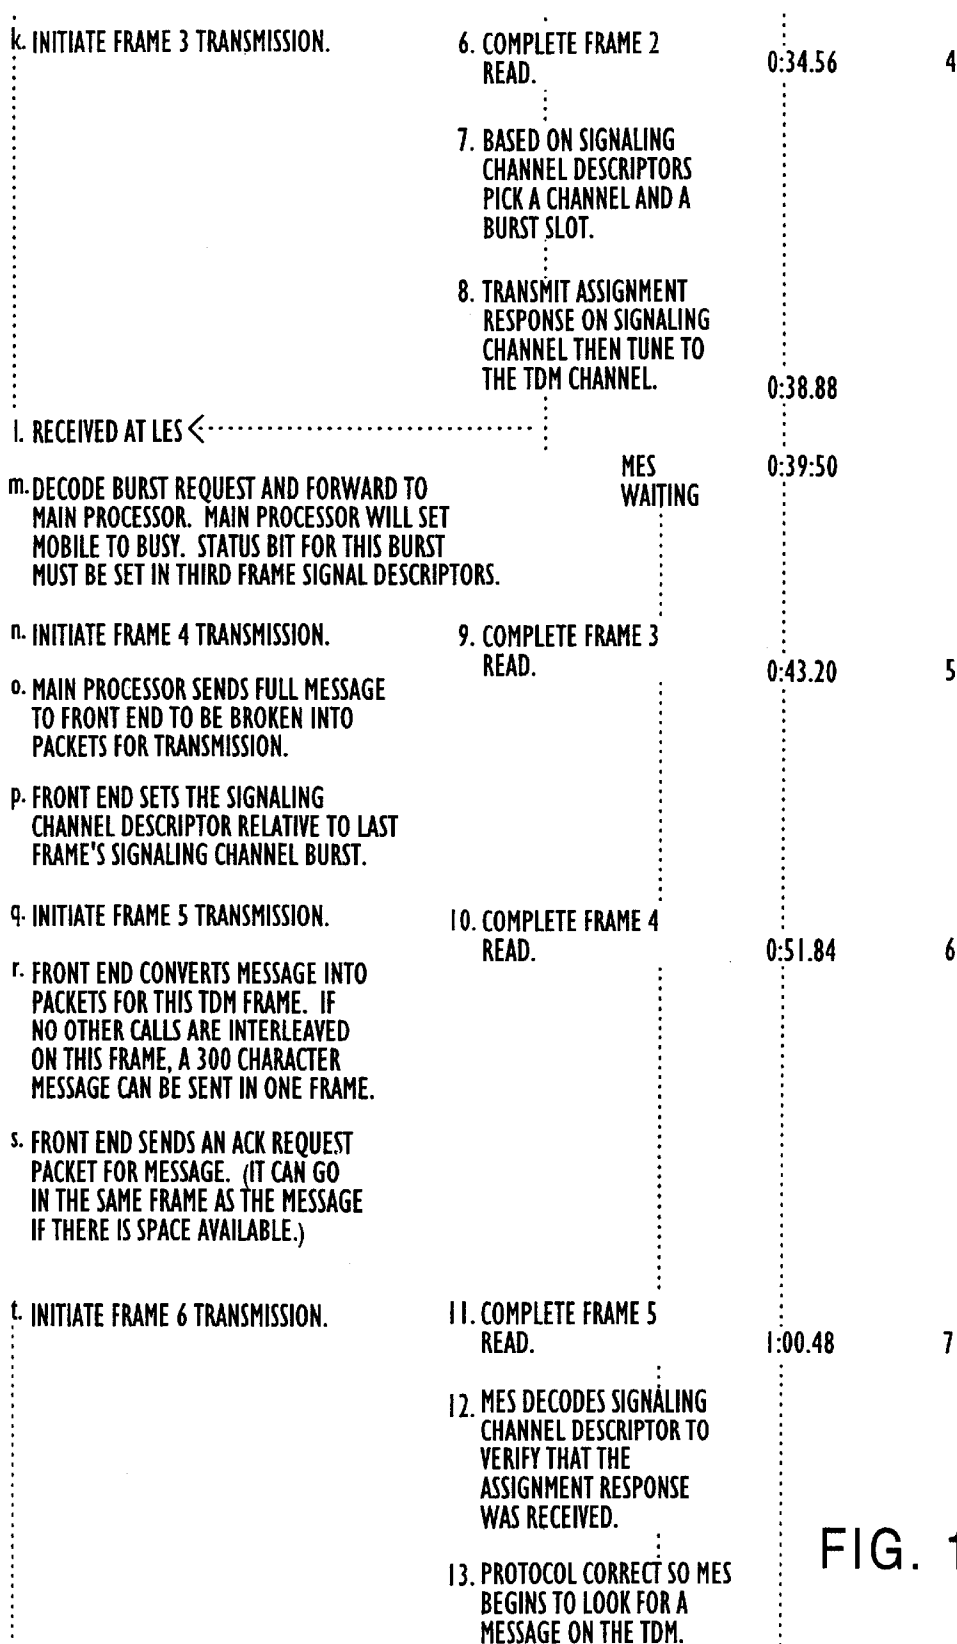 k. INITIATE FRAME 3 TRANSMISSION.
6. COMPLETE FRAME 2
READ.
0:34.56
4
7. BASED ON SIGNALING
CHANNEL DESCRIPTORS
PICK A CHANNEL AND A
BURST SLOT.
8. TRANSMIT ASSIGNMENT
RESPONSE ON SIGNALING
CHANNEL THEN TUNE TO
THE TDM CHANNEL.
0:38.88
l. RECEIVED AT LES
MES
WAITING
0:39:50
m. DECODE BURST REQUEST AND FORWARD TO
MAIN PROCESSOR. MAIN PROCESSOR WILL SET
MOBILE TO BUSY. STATUS BIT FOR THIS BURST
MUST BE SET IN THIRD FRAME SIGNAL DESCRIPTORS.
n. INITIATE FRAME 4 TRANSMISSION.
9. COMPLETE FRAME 3
READ.
0:43.20
5
o. MAIN PROCESSOR SENDS FULL MESSAGE
TO FRONT END TO BE BROKEN INTO
PACKETS FOR TRANSMISSION.
p. FRONT END SETS THE SIGNALING
CHANNEL DESCRIPTOR RELATIVE TO LAST
FRAME'S SIGNALING CHANNEL BURST.
q. INITIATE FRAME 5 TRANSMISSION.
10. COMPLETE FRAME 4
READ.
0:51.84
6
r. FRONT END CONVERTS MESSAGE INTO
PACKETS FOR THIS TDM FRAME. IF
NO OTHER CALLS ARE INTERLEAVED
ON THIS FRAME, A 300 CHARACTER
MESSAGE CAN BE SENT IN ONE FRAME.
s. FRONT END SENDS AN ACK REQUEST
PACKET FOR MESSAGE. (IT CAN GO
IN THE SAME FRAME AS THE MESSAGE
IF THERE IS SPACE AVAILABLE.)
t. INITIATE FRAME 6 TRANSMISSION.
11. COMPLETE FRAME 5
READ.
1:00.48
7
12. MES DECODES SIGNALING
CHANNEL DESCRIPTOR TO
VERIFY THAT THE
ASSIGNMENT RESPONSE
WAS RECEIVED.
13. PROTOCOL CORRECT SO MES
BEGINS TO LOOK FOR A
MESSAGE ON THE TDM.
FIG. 1